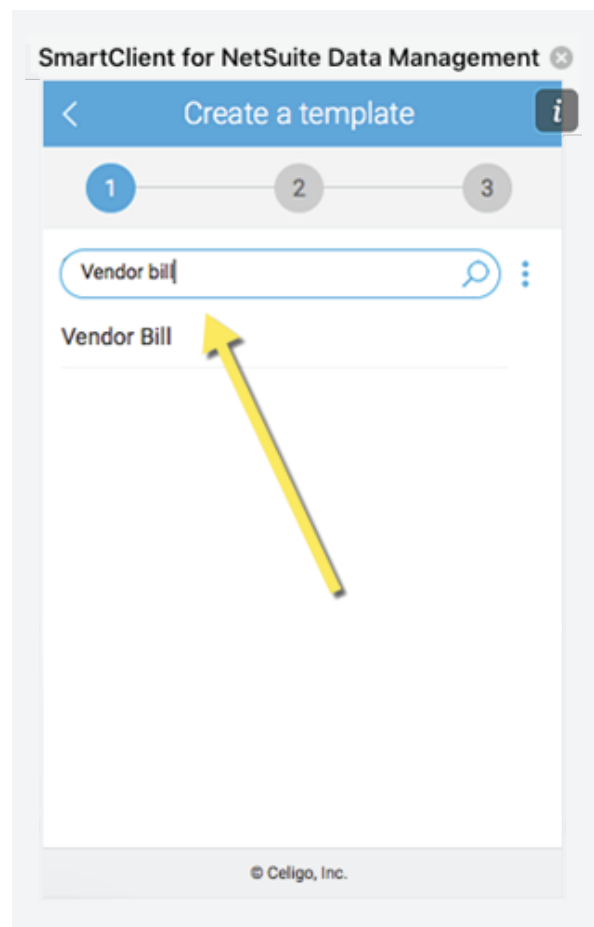 SmartClient for NetSuite Data Management
Create a template
i
1 2 3
Vendor bill
Vendor Bill
© Celigo, Inc.